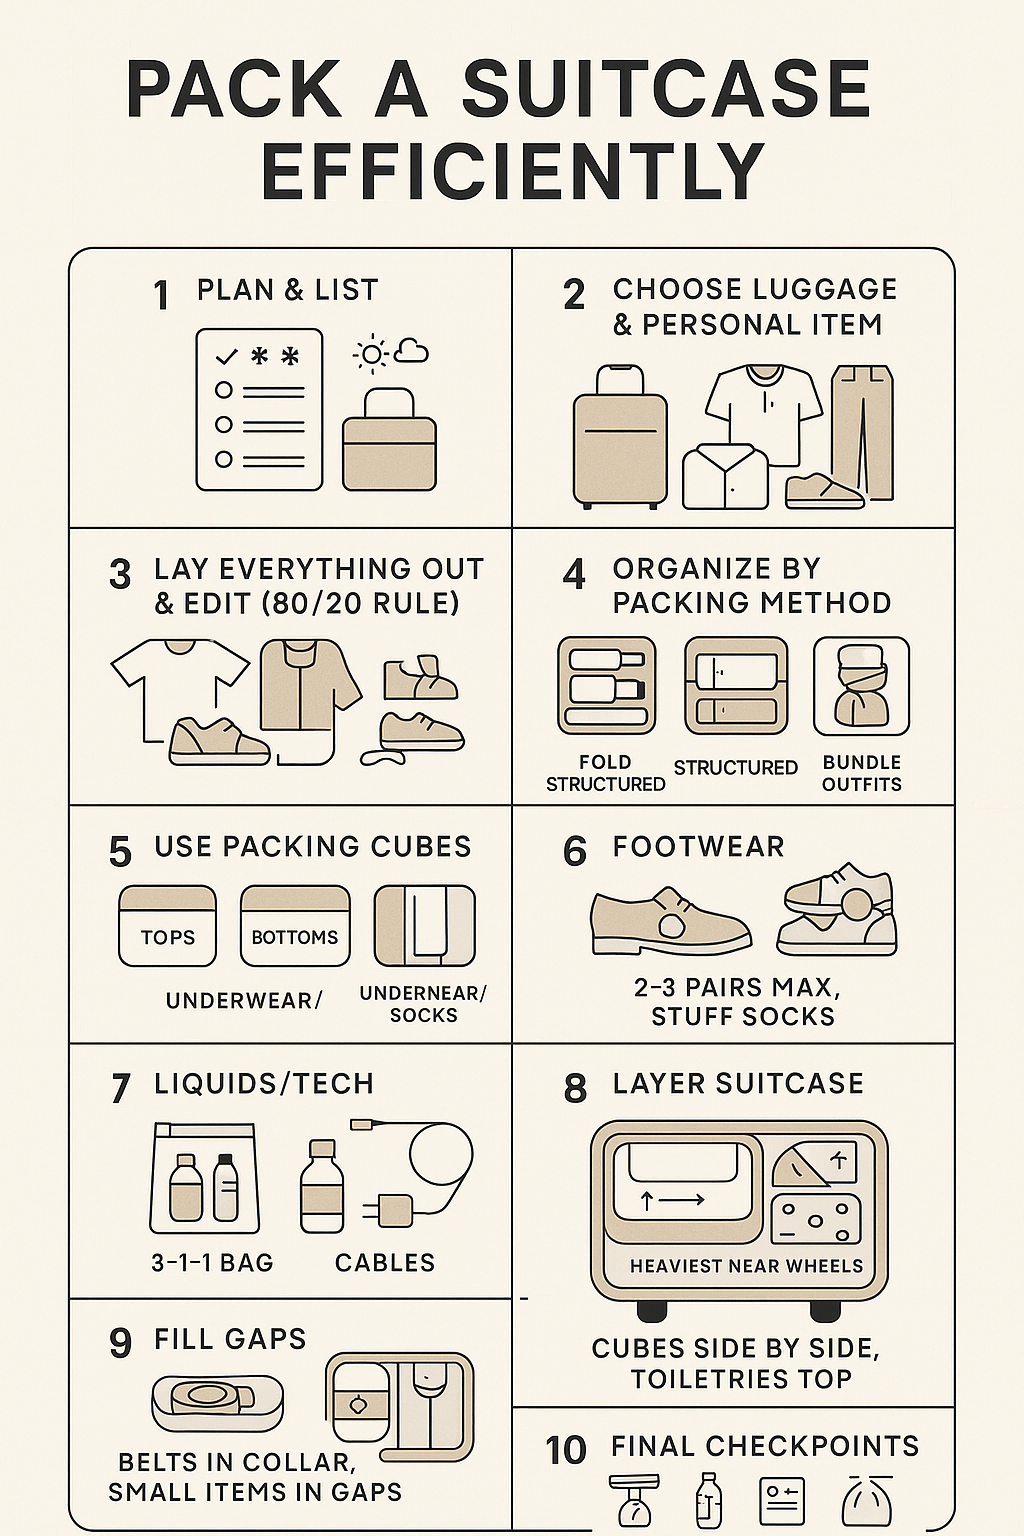 PACK A SUITCASE
EFFICIENTLY
1 PLAN & LIST
2 CHOOSE LUGGAGE
& PERSONAL ITEM
3 LAY EVERYTHING OUT
& EDIT (80/20 RULE)
4 ORGANIZE BY
PACKING METHOD
FOLD
STRUCTURED
STRUCTURED
BUNDLE
OUTFITS
5 USE PACKING CUBES
TOPS
BOTTOMS
UNDERWEAR/
UNDERNEAR/
SOCKS
6 FOOTWEAR
2-3 PAIRS MAX,
STUFF SOCKS
7 LIQUIDS/TECH
3-1-1 BAG
CABLES
8 LAYER SUITCASE
HEAVIEST NEAR WHEELS
CUBES SIDE BY SIDE,
TOILETRIES TOP
9 FILL GAPS
BELTS IN COLLAR,
SMALL ITEMS IN GAPS
10 FINAL CHECKPOINTS